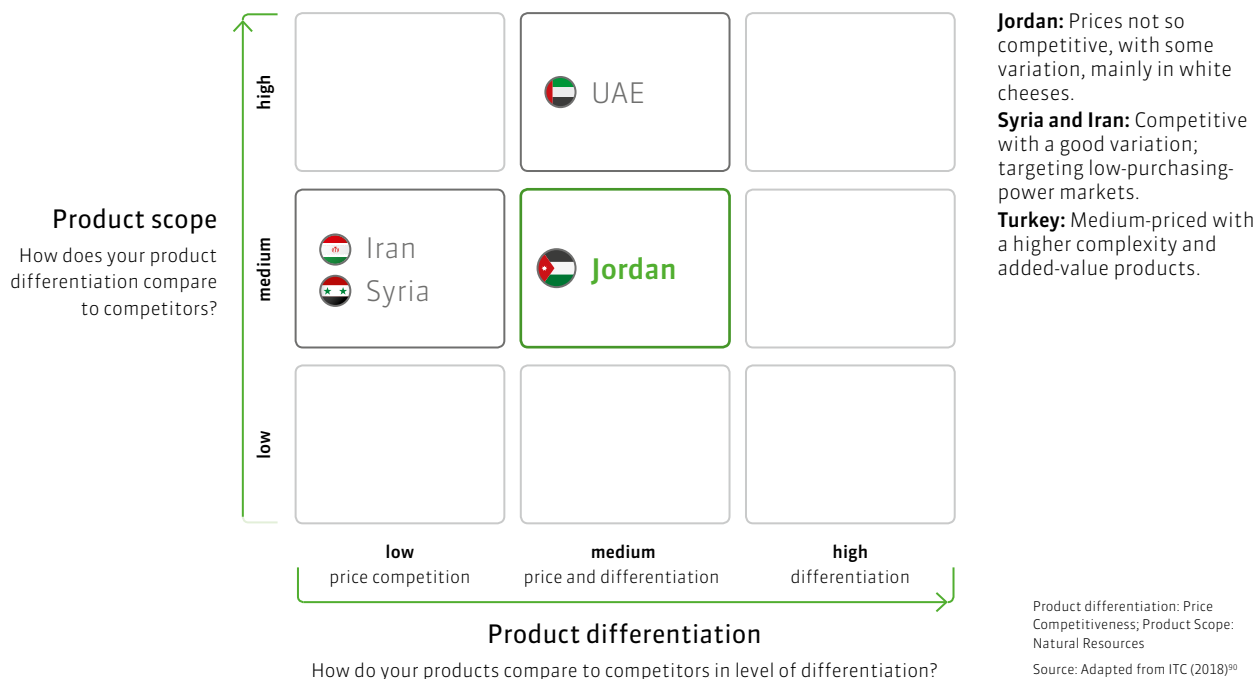 Product scope
How does your product
differentiation compare
to competitors?
high
medium
low
UAE
Iran
Syria
Jordan
low
price competition
medium
price and differentiation
high
differentiation
Product differentiation
How do your products compare to competitors in level of differentiation?
Jordan: Prices not so
competitive, with some
variation, mainly in white
cheeses.
Syria and Iran: Competitive
with a good variation;
targeting low-purchasing-
power markets.
Turkey: Medium-priced with
a higher complexity and
added-value products.
Product differentiation: Price
Competitiveness; Product Scope:
Natural Resources
Source: Adapted from ITC (2018)⁹⁰